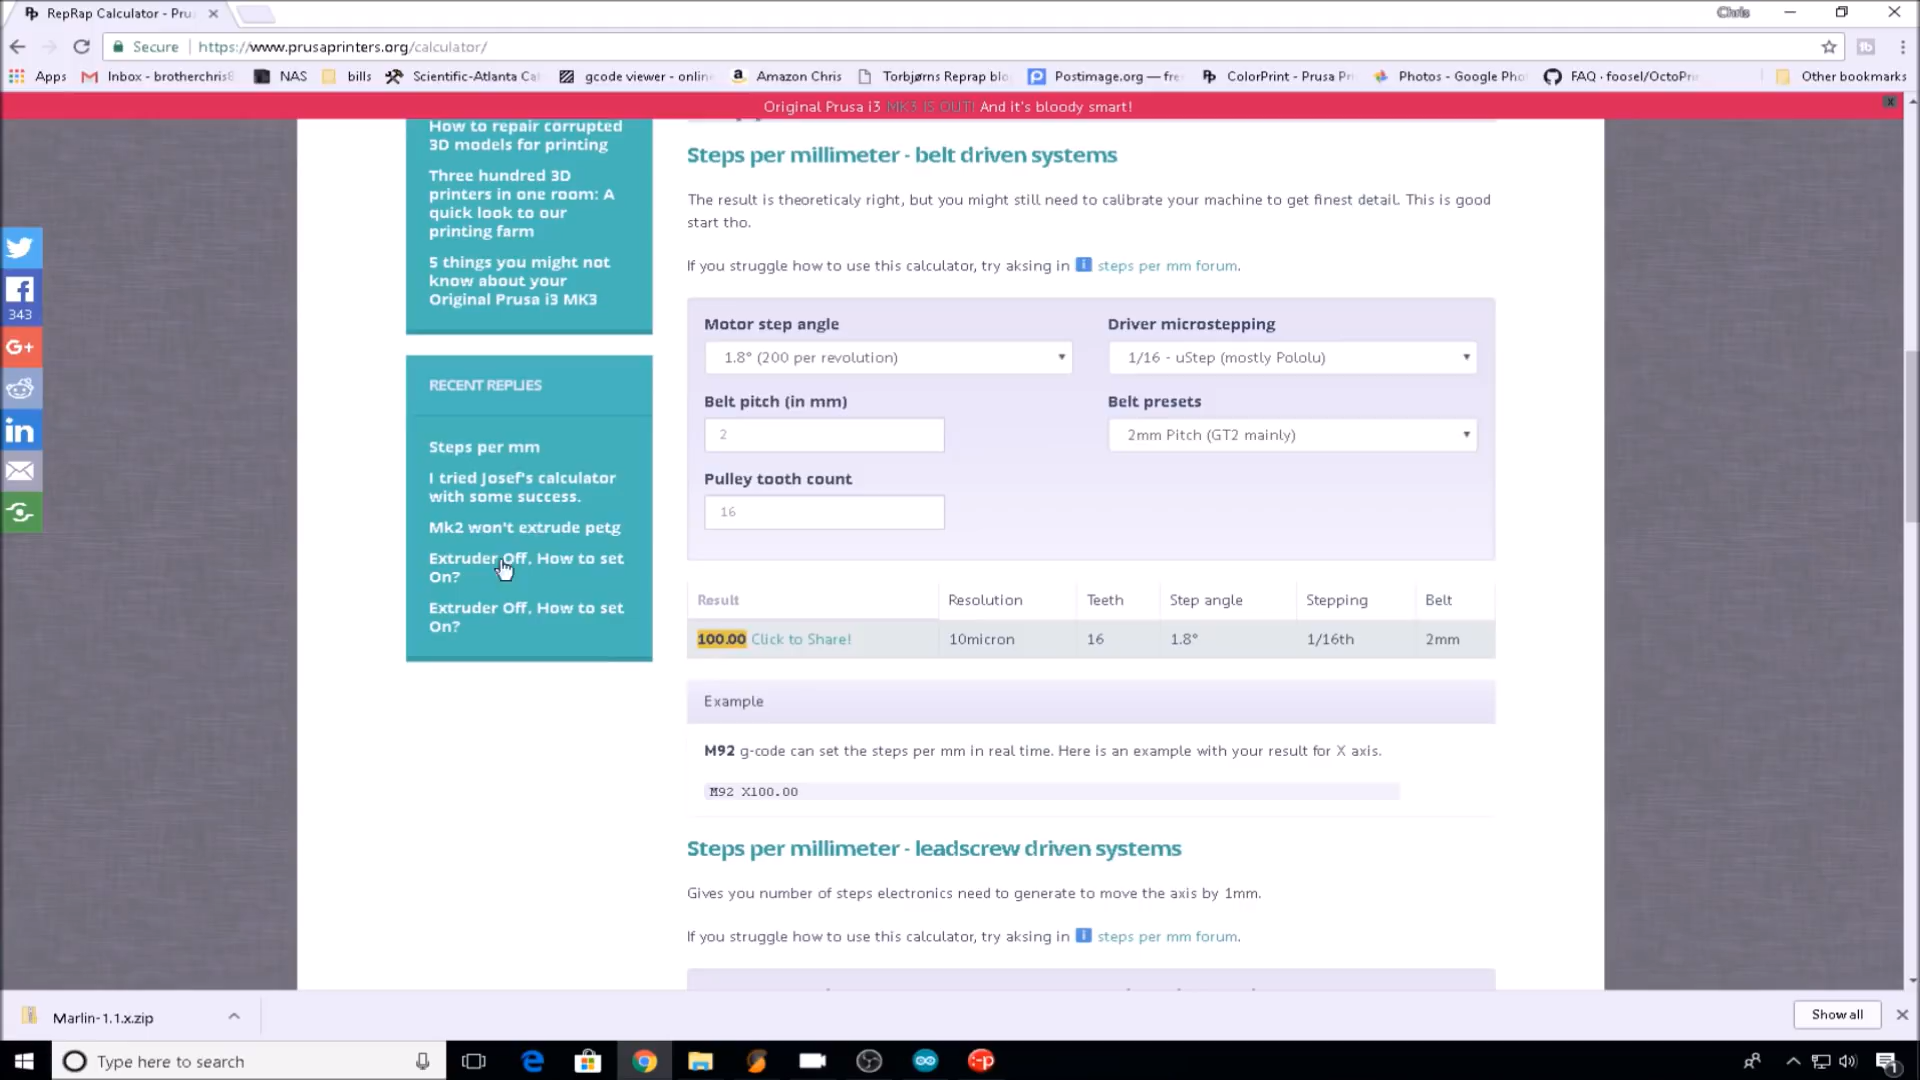 RepRap Calculator - Pru
Chris
Secure | https://www.prusaprinters.org/calculator/
Apps Inbox - brotherchris8 NAS bills Scientific-Atlanta Ca gcode viewer - onlin Amazon Chris Torbjørns Reprap blo Postimage.org — fre ColorPrint - Prusa Pr Photos - Google Pho FAQ · foosel/OctoPri Other bookmarks
Original Prusa i3 MK3 IS OUT! And it's bloody smart!
x
How to repair corrupted
3D models for printing
Three hundred 3D
printers in one room: A
quick look to our
printing farm
5 things you might not
know about your
Original Prusa i3 MK3
343
G+
in
RECENT REPLIES
Steps per mm
I tried Josef's calculator
with some success.
Mk2 won't extrude petg
Extruder Off, How to set
On?
Extruder Off, How to set
On?
Steps per millimeter - belt driven systems
The result is theoreticaly right, but you might still need to calibrate your machine to get finest detail. This is good
start tho.
If you struggle how to use this calculator, try aksing in steps per mm forum.
Motor step angle
Driver microstepping
1.8° (200 per revolution)
1/16 - uStep (mostly Pololu)
Belt pitch (in mm)
Belt presets
2
2mm Pitch (GT2 mainly)
Pulley tooth count
16
Result Resolution Teeth Step angle Stepping Belt
100.00 Click to Share! 10micron 16 1.8° 1/16th 2mm
Example
M92 g-code can set the steps per mm in real time. Here is an example with your result for X axis.
M92 X100.00
Steps per millimeter - leadscrew driven systems
Gives you number of steps electronics need to generate to move the axis by 1mm.
If you struggle how to use this calculator, try aksing in steps per mm forum.
Marlin-1.1.x.zip
Show all
Type here to search
1